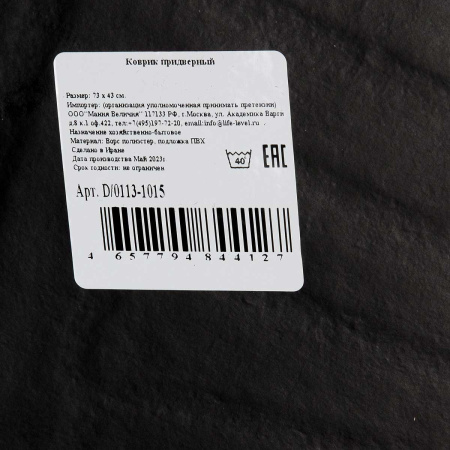 Коврик придверный
Размер: 73 x 43 см.
Импортер: (организация уполномоченная принимать претензии)
ООО"Мания Величия" 117133 РФ, г.Москва, ул. Академика Варги
д.8 к.1 оф.422, тел:+7(495)197-72-20, email:info@life-level.ru .
Назначение хозяйственно-бытовое
Материал: Ворс полиэстер, подложка ПВХ
Сделано в Иране
Дата производства Май 2023г
Срок годности: не ограничен
40°
EAC
Арт. D/0113-1015
4 657794 844127